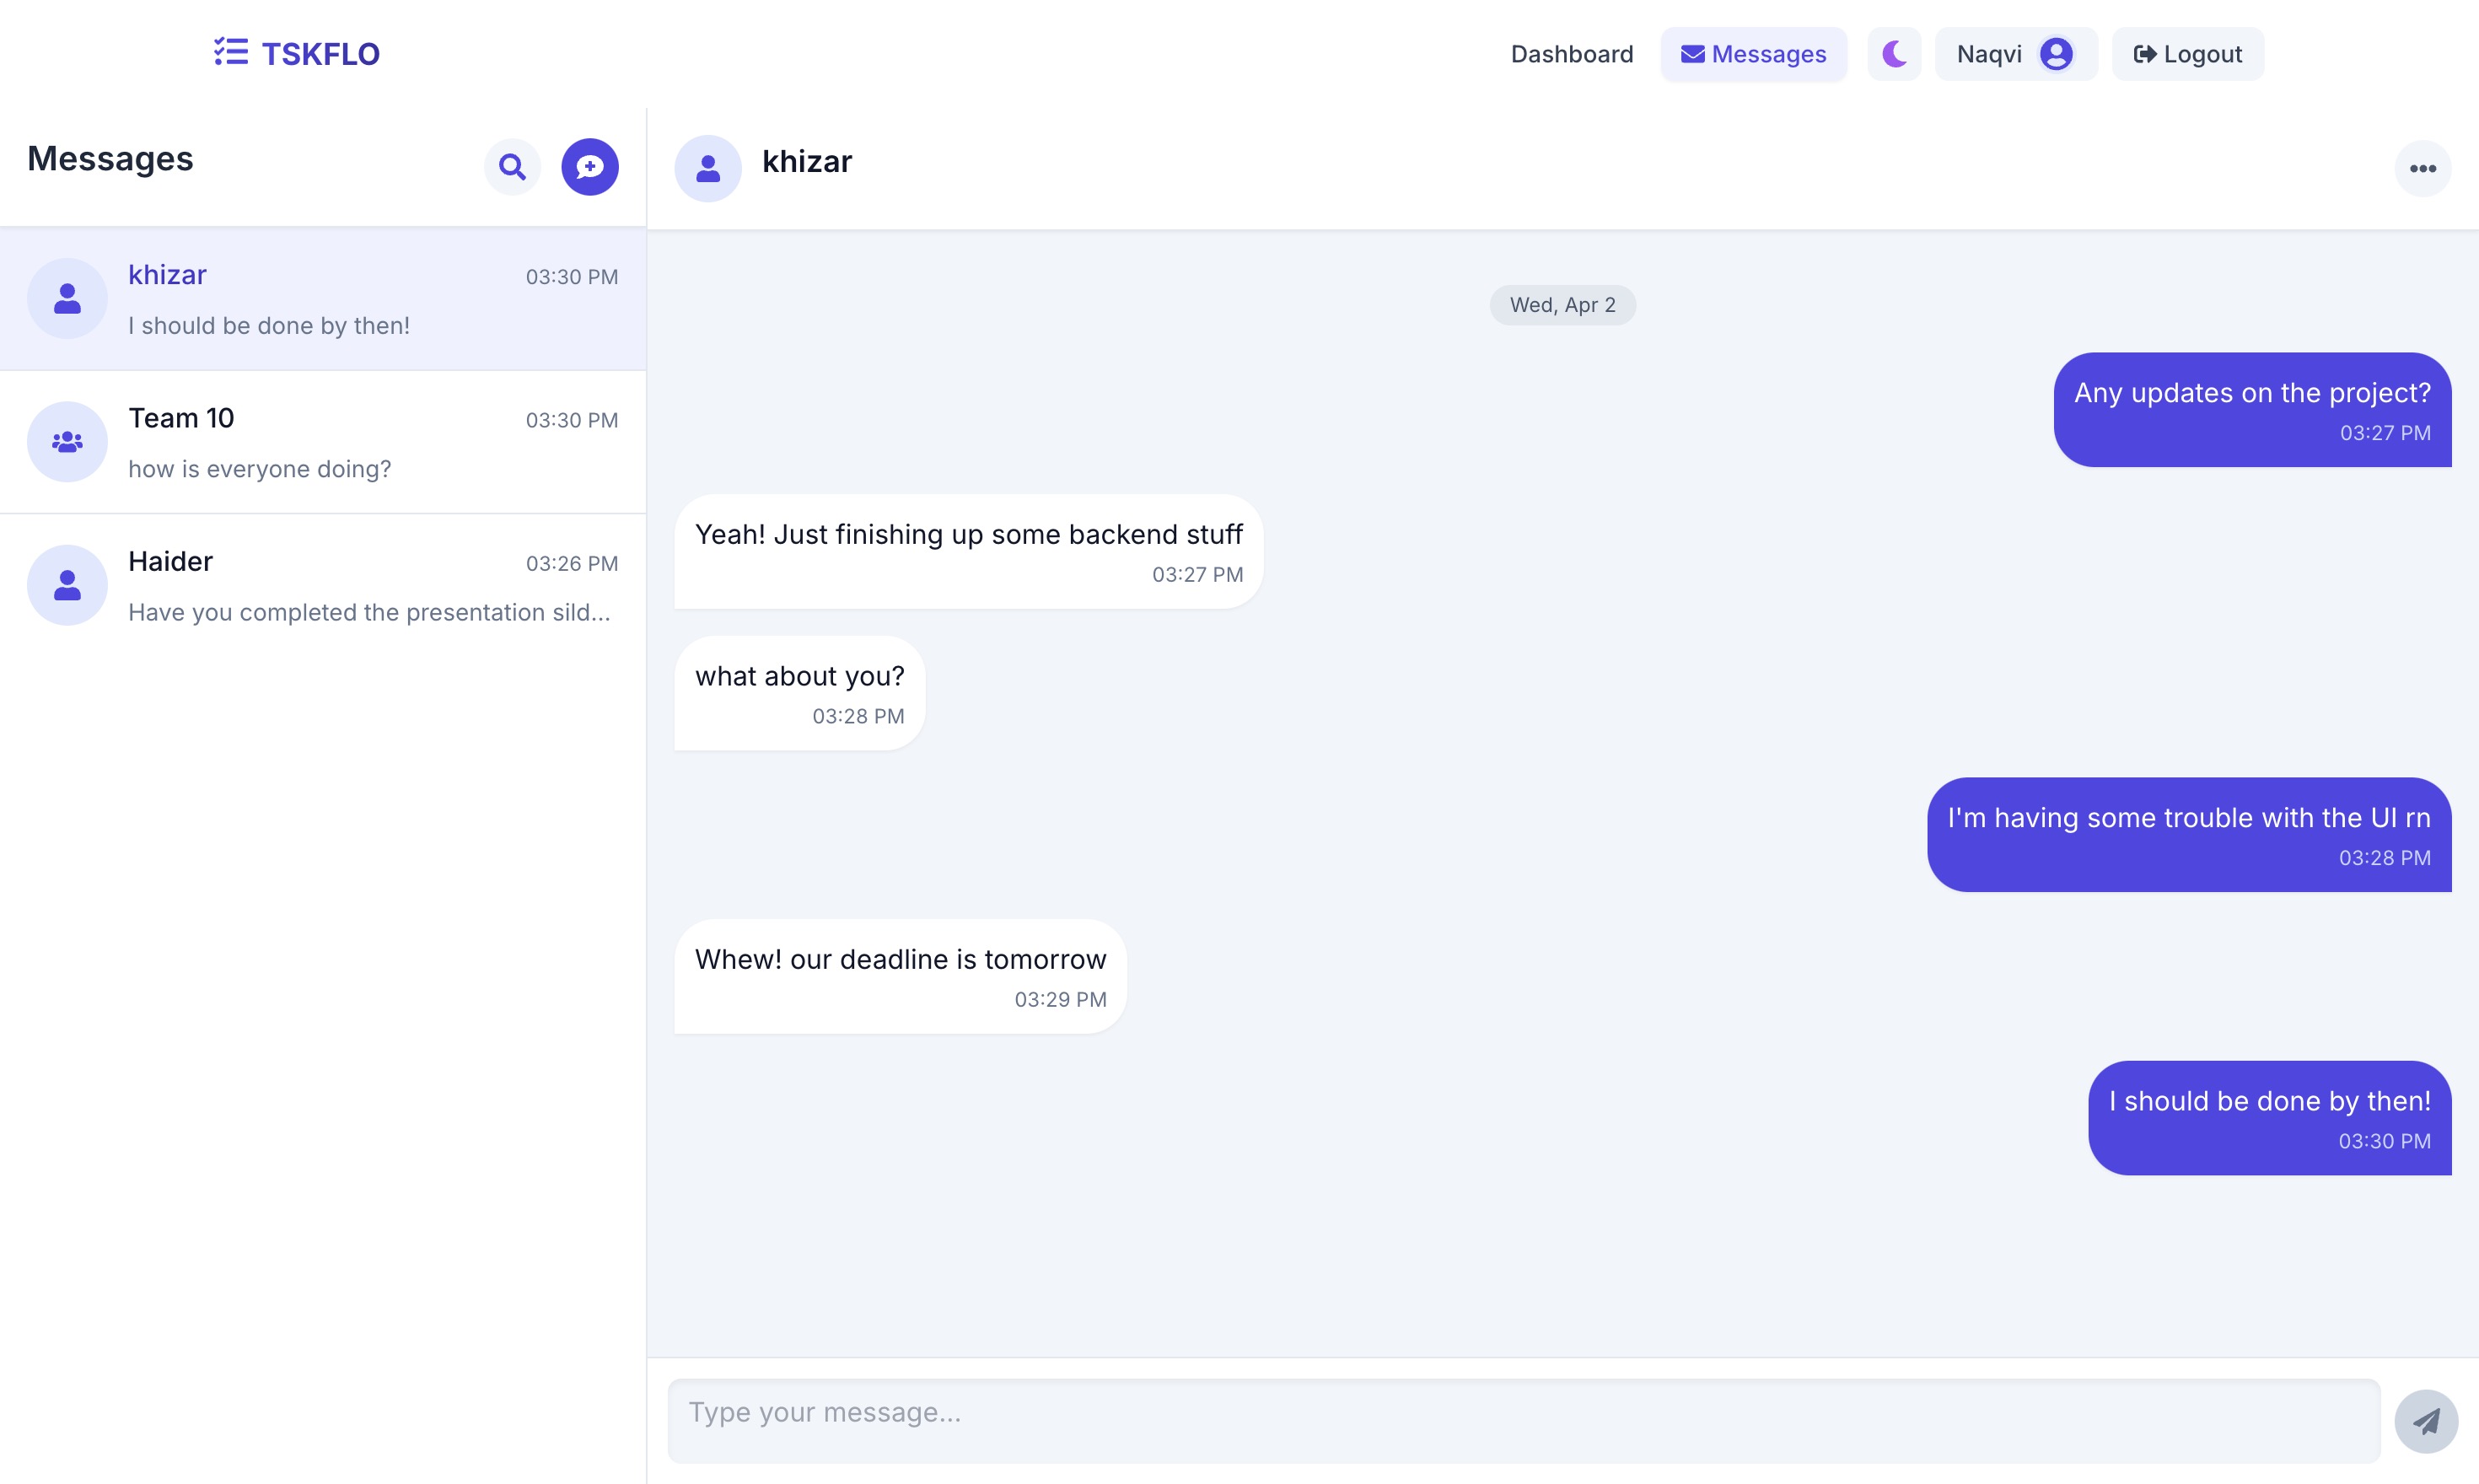 TSKFLO
Dashboard
Messages
Naqvi
Logout
Messages
khizar
03:30 PM
I should be done by then!
Team 10
03:30 PM
how is everyone doing?
Haider
03:26 PM
Have you completed the presentation sild...
khizar
Wed, Apr 2
Any updates on the project?
03:27 PM
Yeah! Just finishing up some backend stuff
03:27 PM
what about you?
03:28 PM
I'm having some trouble with the UI rn
03:28 PM
Whew! our deadline is tomorrow
03:29 PM
I should be done by then!
03:30 PM
Type your message...